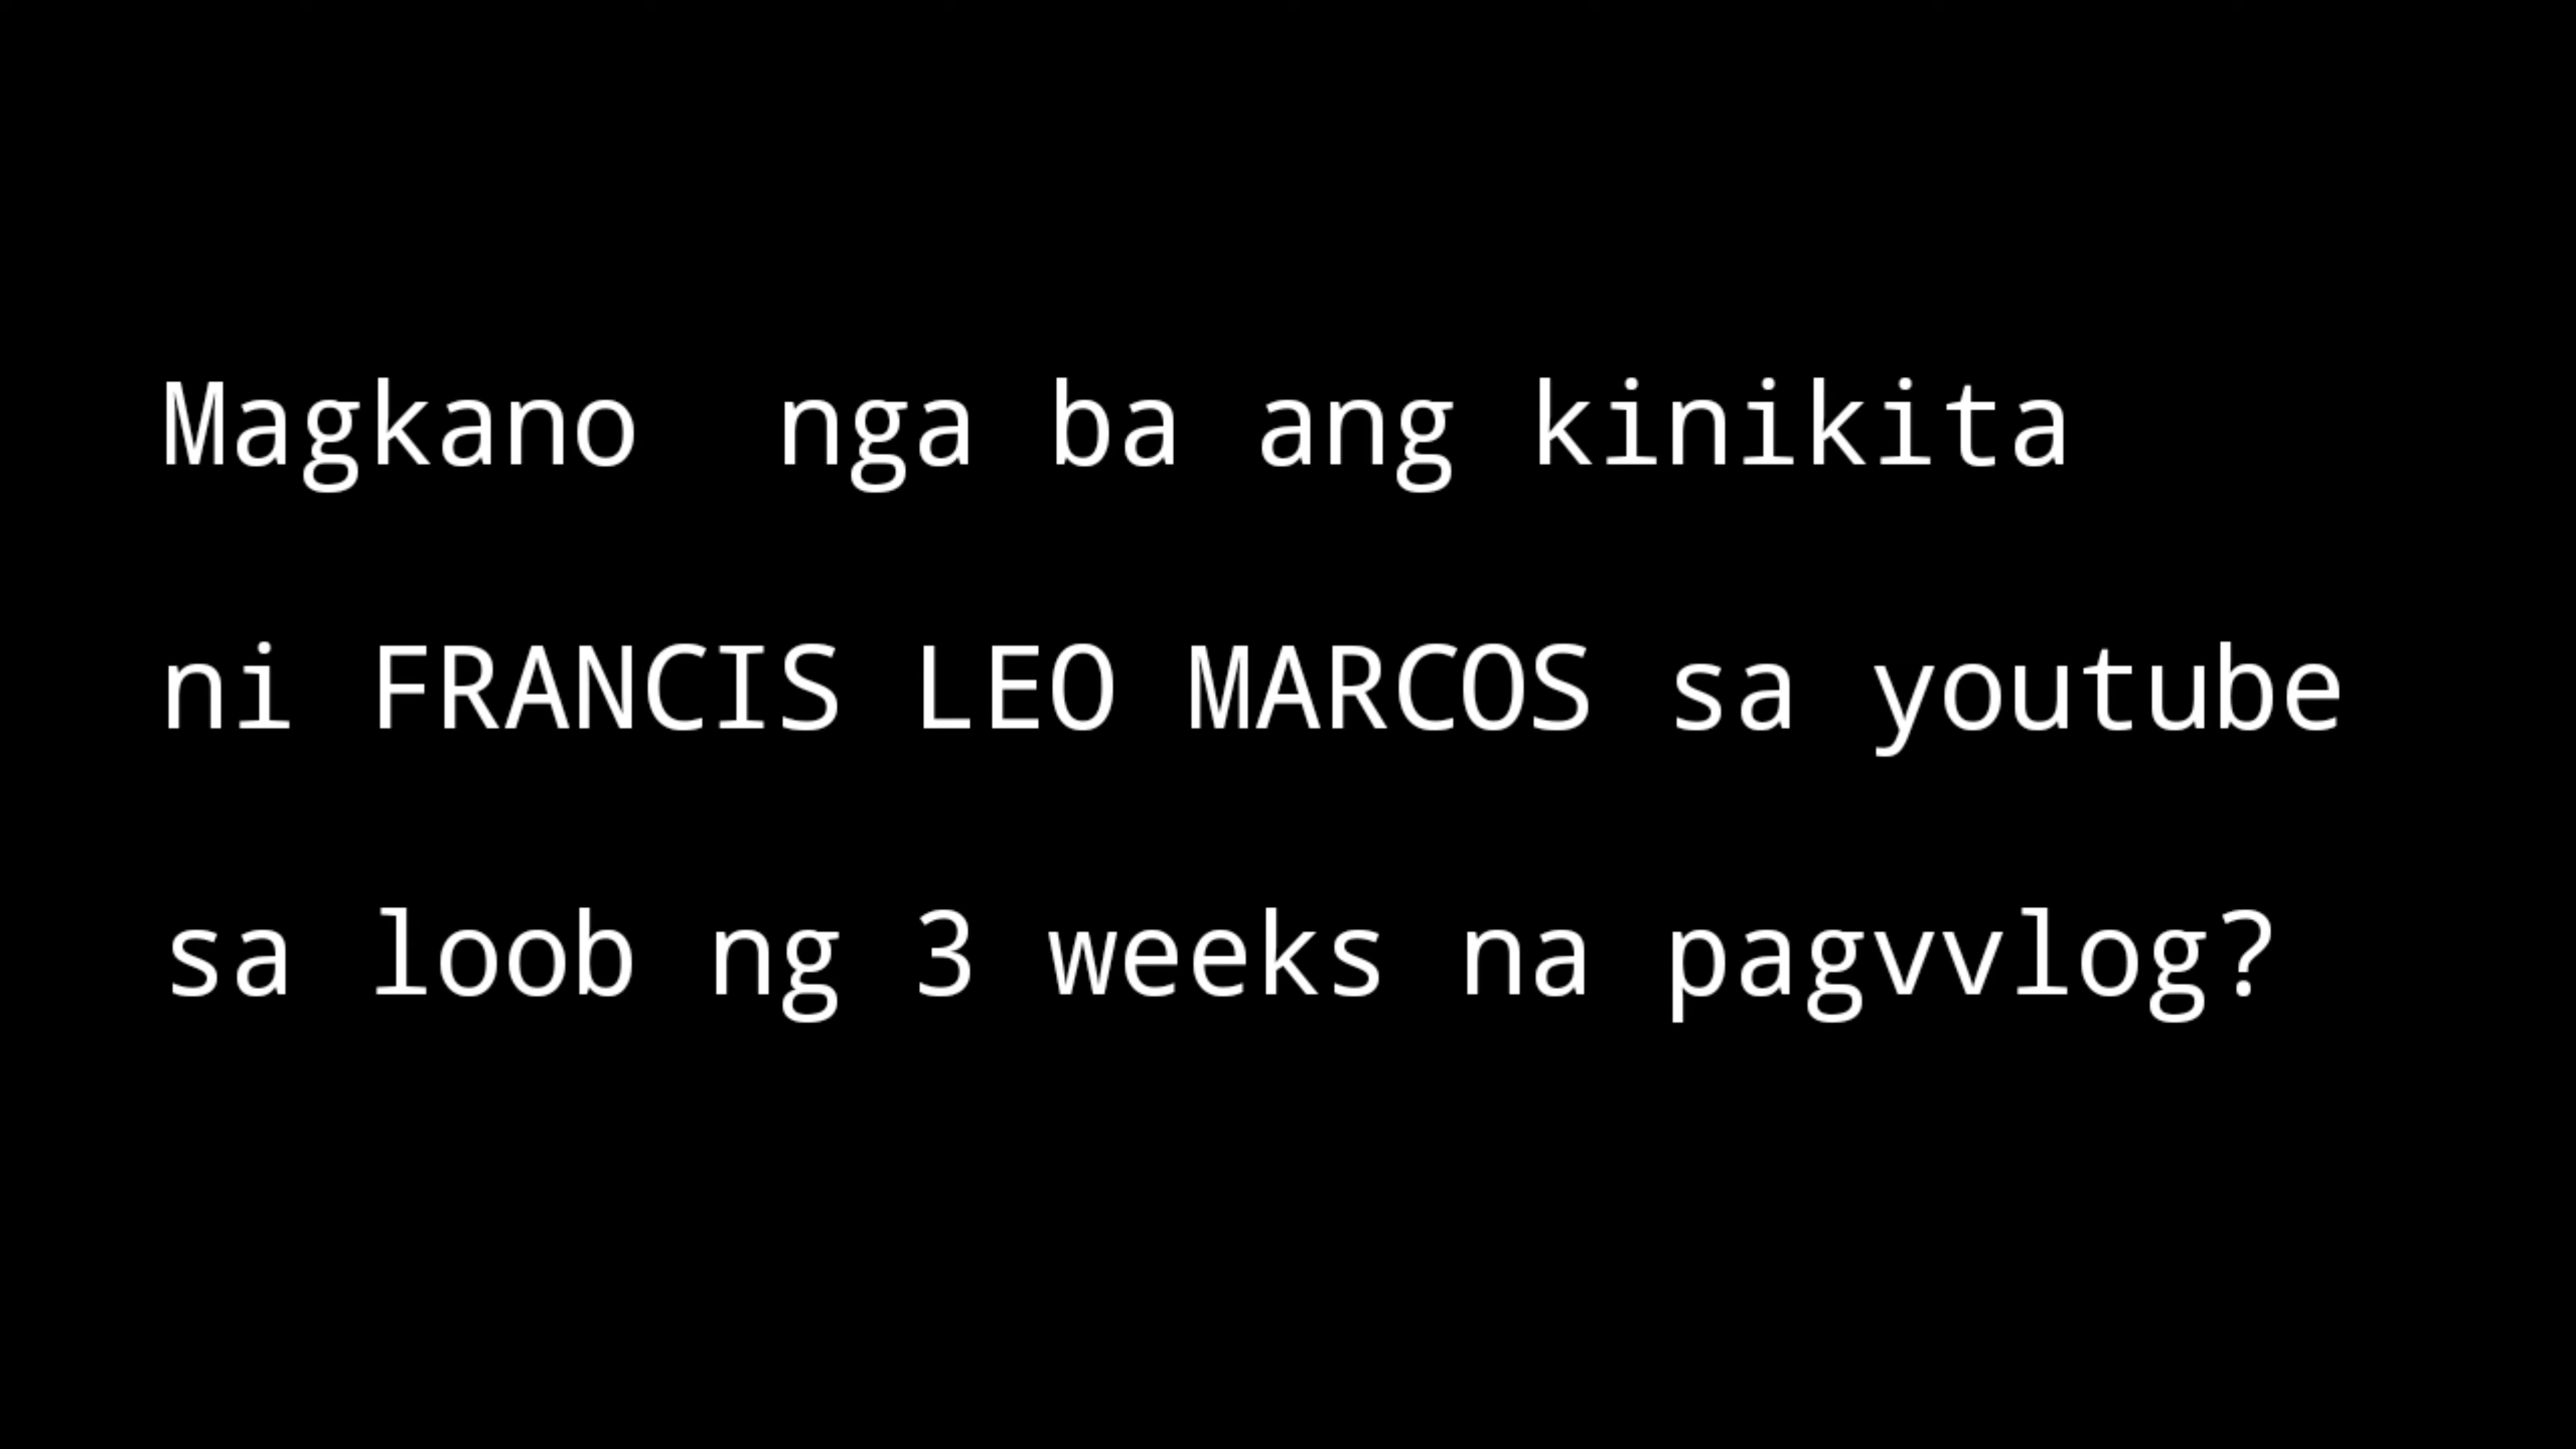 Magkano  nga ba ang kinikita
ni FRANCIS LEO MARCOS sa youtube
sa loob ng 3 weeks na pagvvlog?